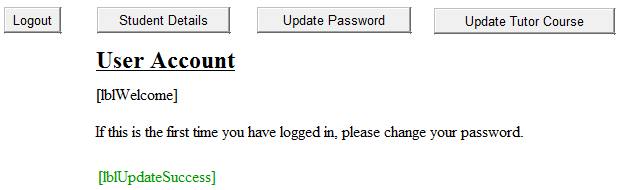 Logout Student Details Update Password Update Tutor Course
User Account
[lblWelcome]
If this is the first time you have logged in, please change your password.
[lblUpdateSuccess]